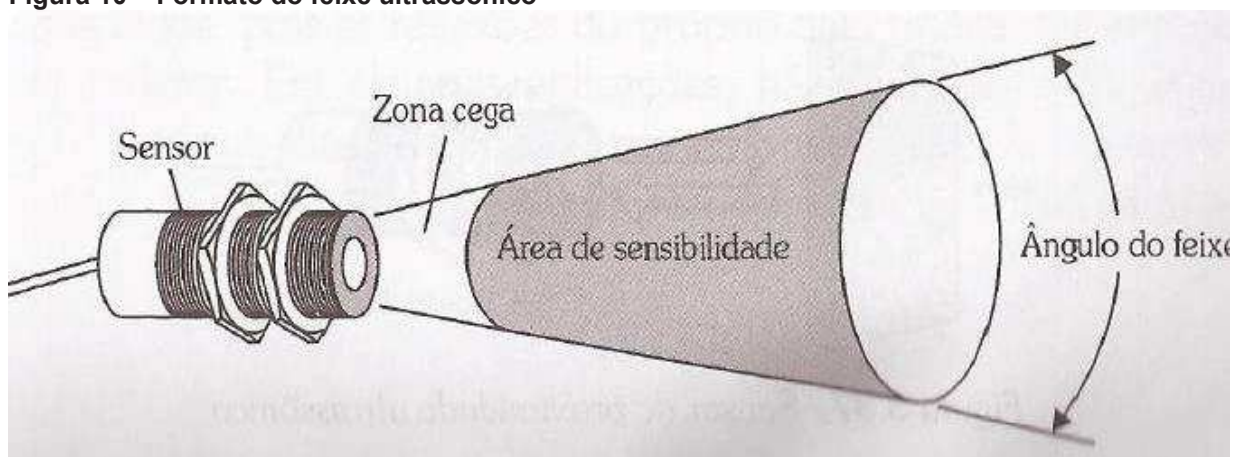 Figura 10 – Formato do feixe ultrassônico
Zona cega
Sensor
Área de sensibilidade
Ângulo do feixe